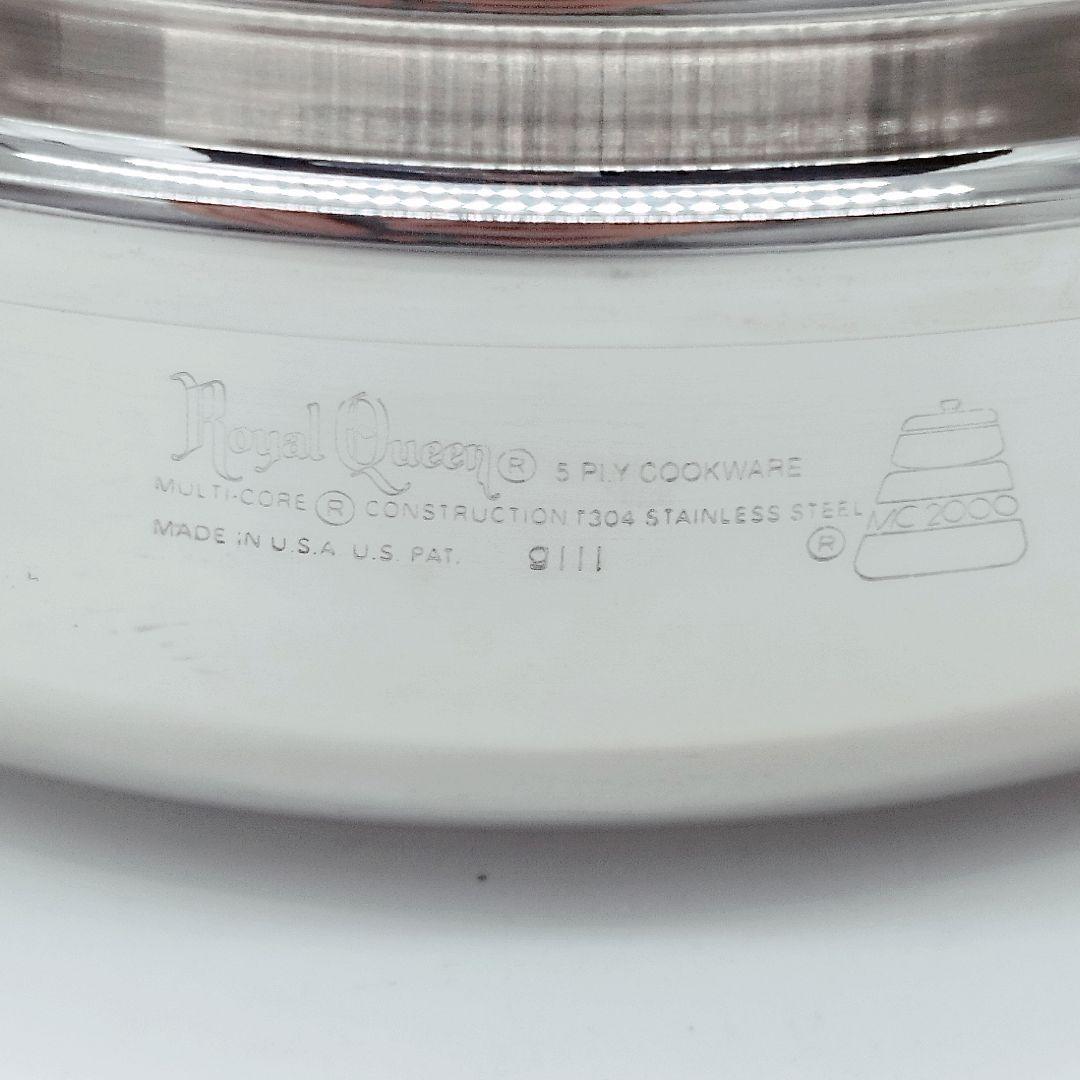 Royal Queen® 5 PLY COOKWARE
MULTI-CORE® CONSTRUCTION T304 STAINLESS STEEL
MADE IN U.S.A. U.S. PAT. 9111
MC 2000
®